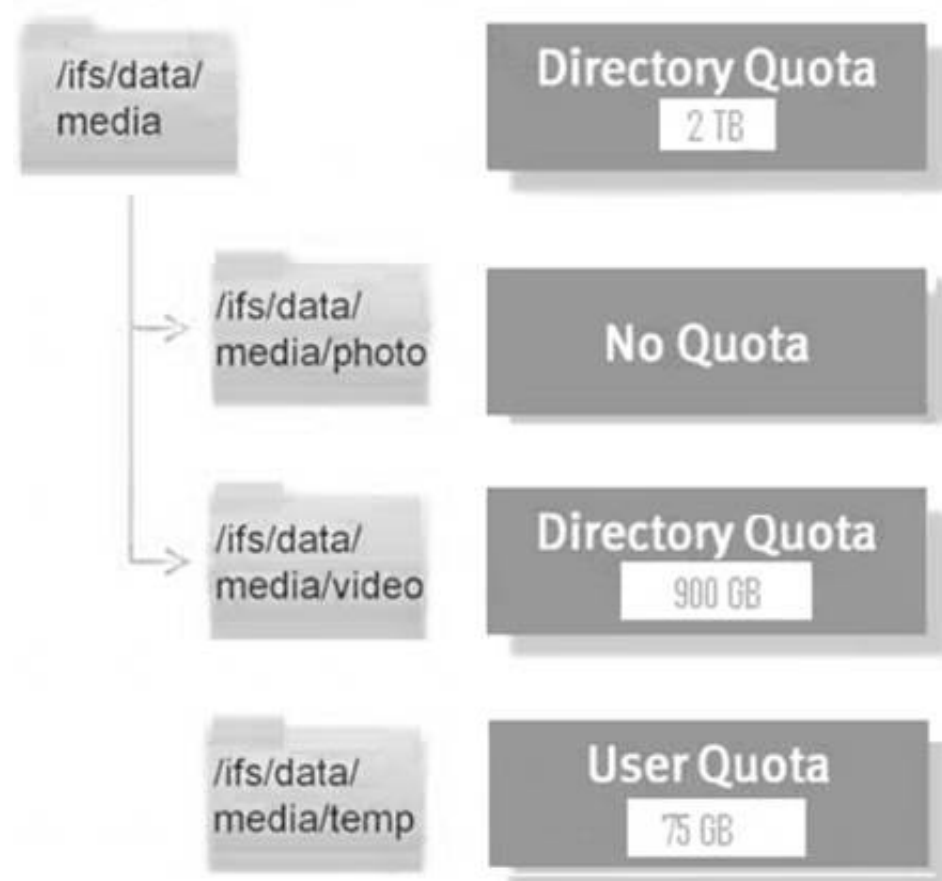 /ifs/data/
media
Directory Quota
2 TB
/ifs/data/
media/photo
No Quota
/ifs/data/
media/video
Directory Quota
900 GB
/ifs/data/
media/temp
User Quota
75 GB